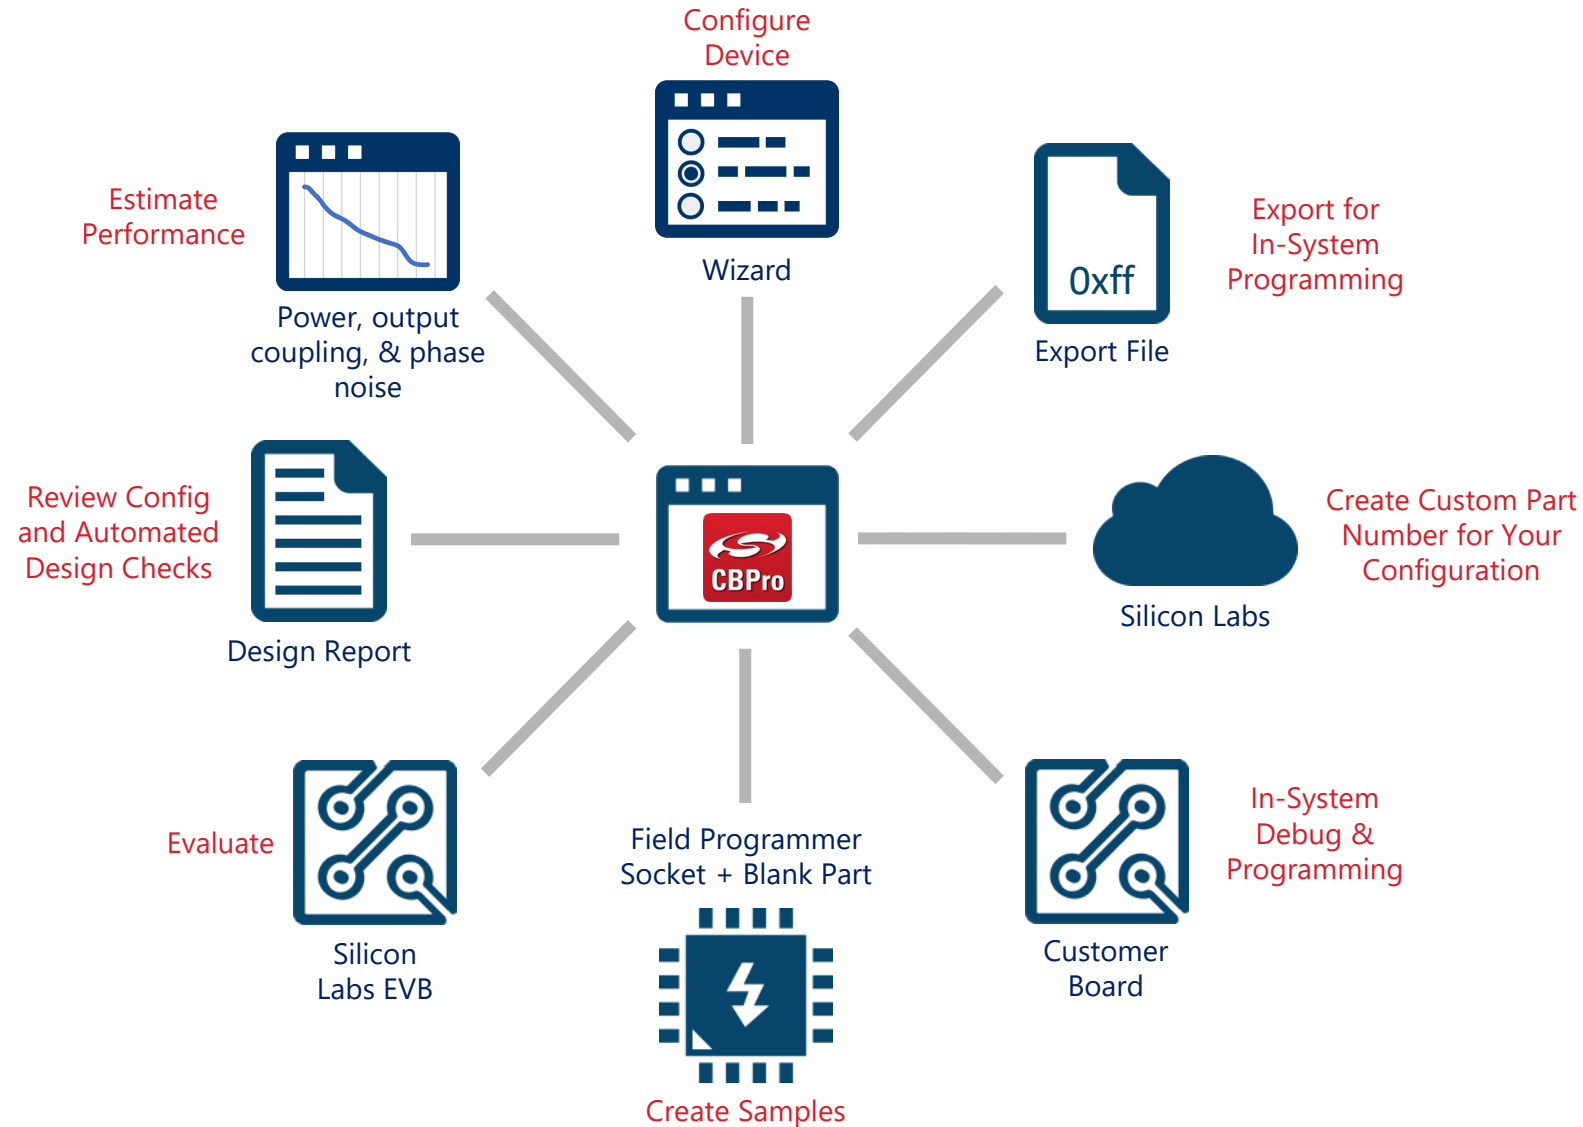 Configure
Device
Wizard
Estimate
Performance
Power, output
coupling, & phase
noise
0xff
Export File
Export for
In-System
Programming
Review Config
and Automated
Design Checks
Design Report
CBPro
Silicon Labs
Create Custom Part
Number for Your
Configuration
Evaluate
Silicon
Labs EVB
Field Programmer
Socket + Blank Part
Create Samples
Customer
Board
In-System
Debug &
Programming